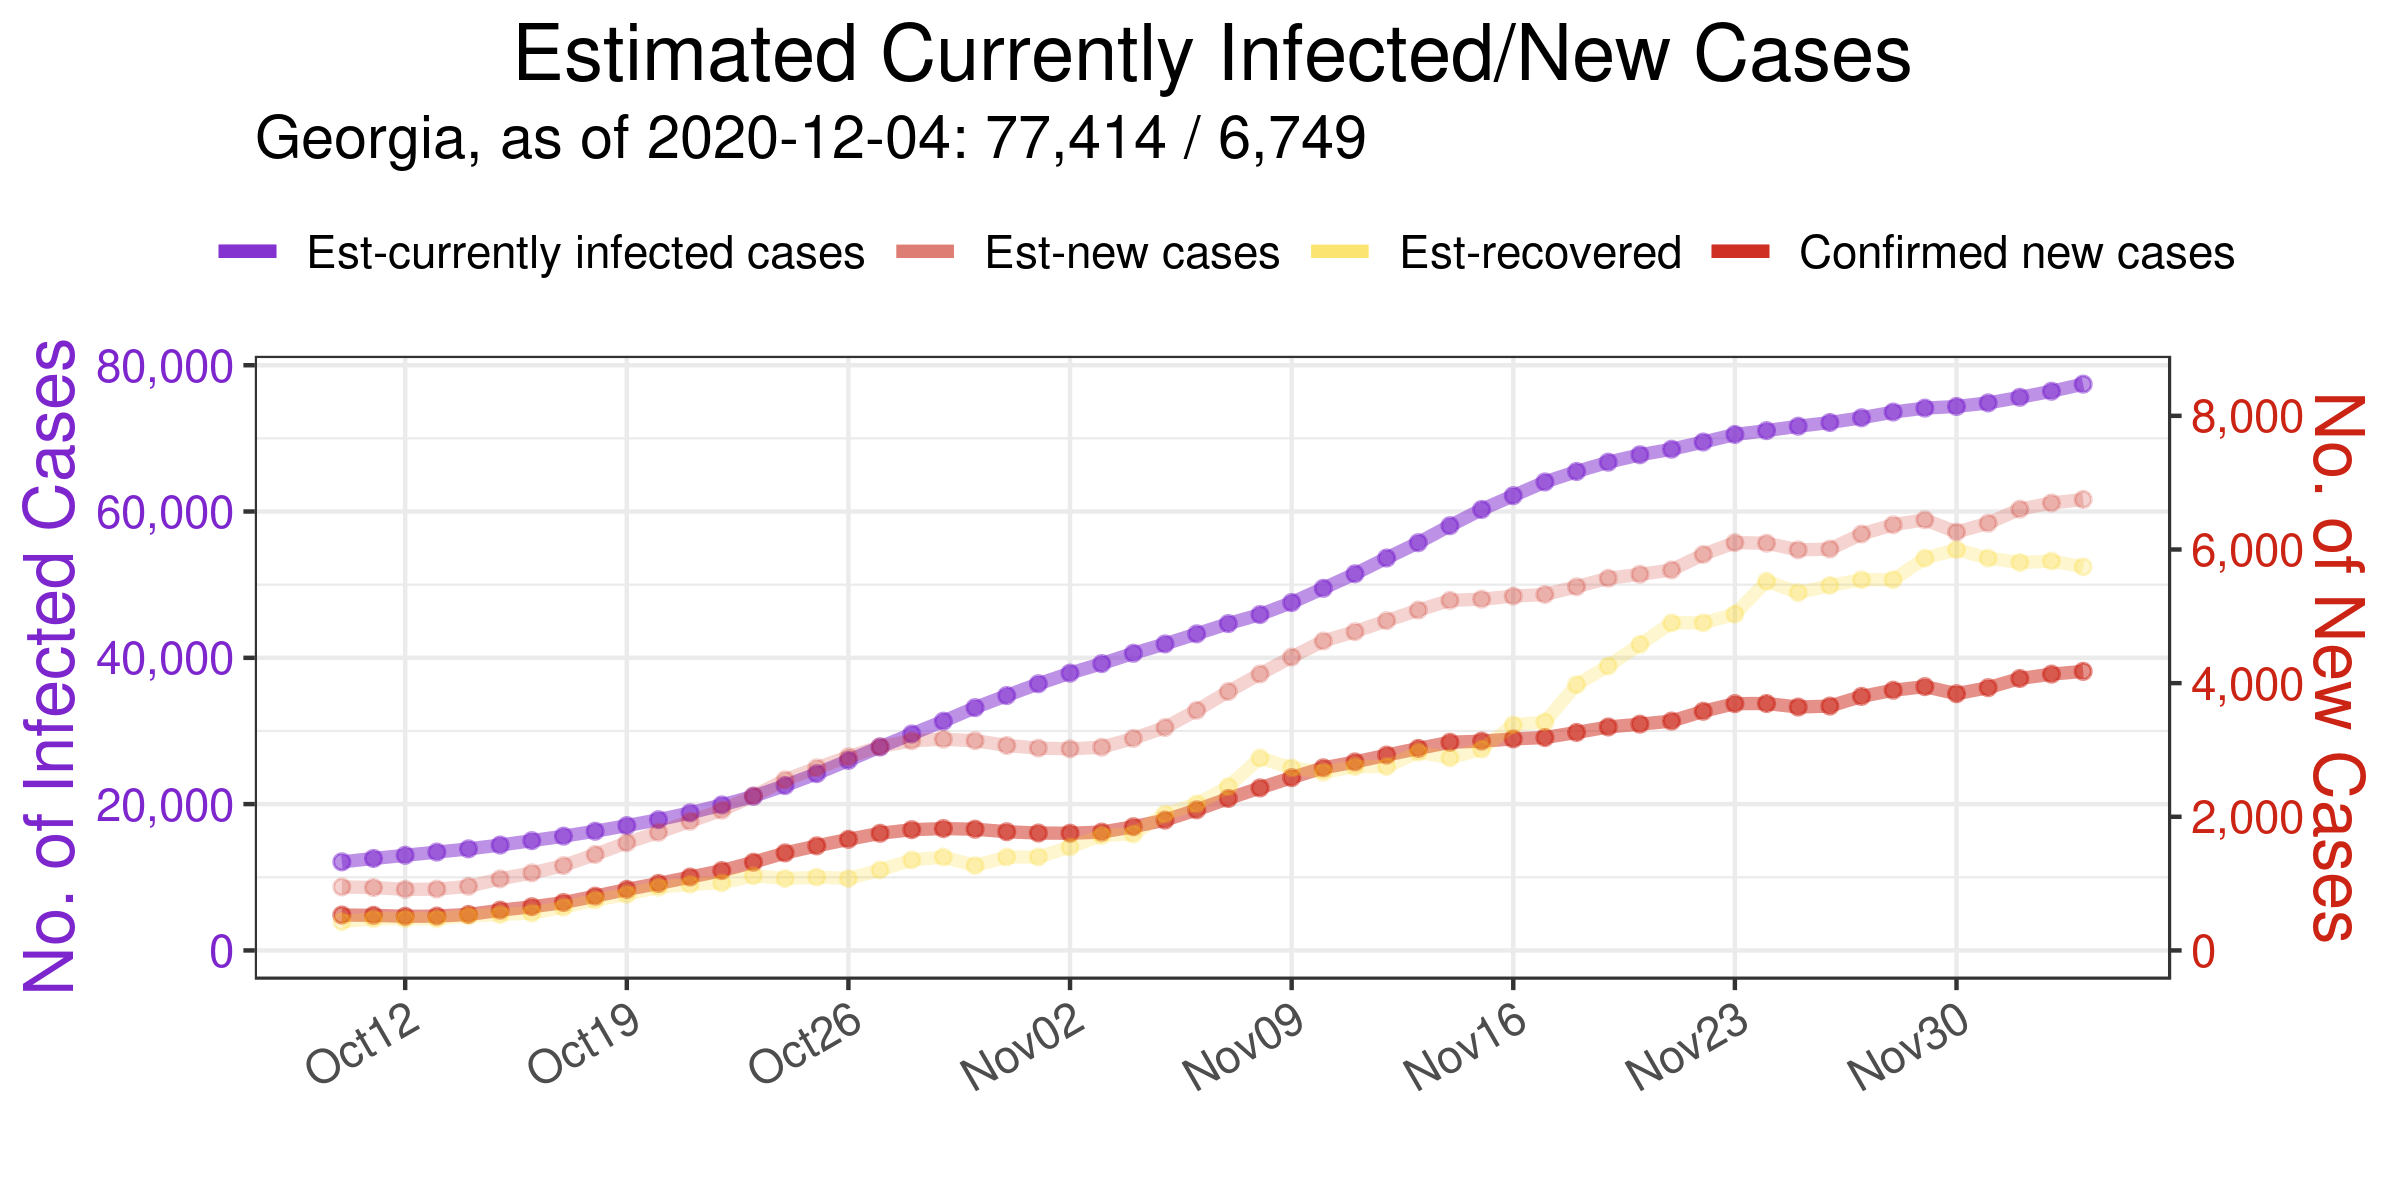 Estimated Currently Infected/New Cases
Georgia, as of 2020-12-04: 77,414 / 6,749
Est-currently infected cases Est-new cases Est-recovered Confirmed new cases
No. of Infected Cases
80,000
60,000
40,000
20,000
0
8,000
6,000
4,000
2,000
0
No. of New Cases
Oct12 Oct19 Oct26 Nov02 Nov09 Nov16 Nov23 Nov30